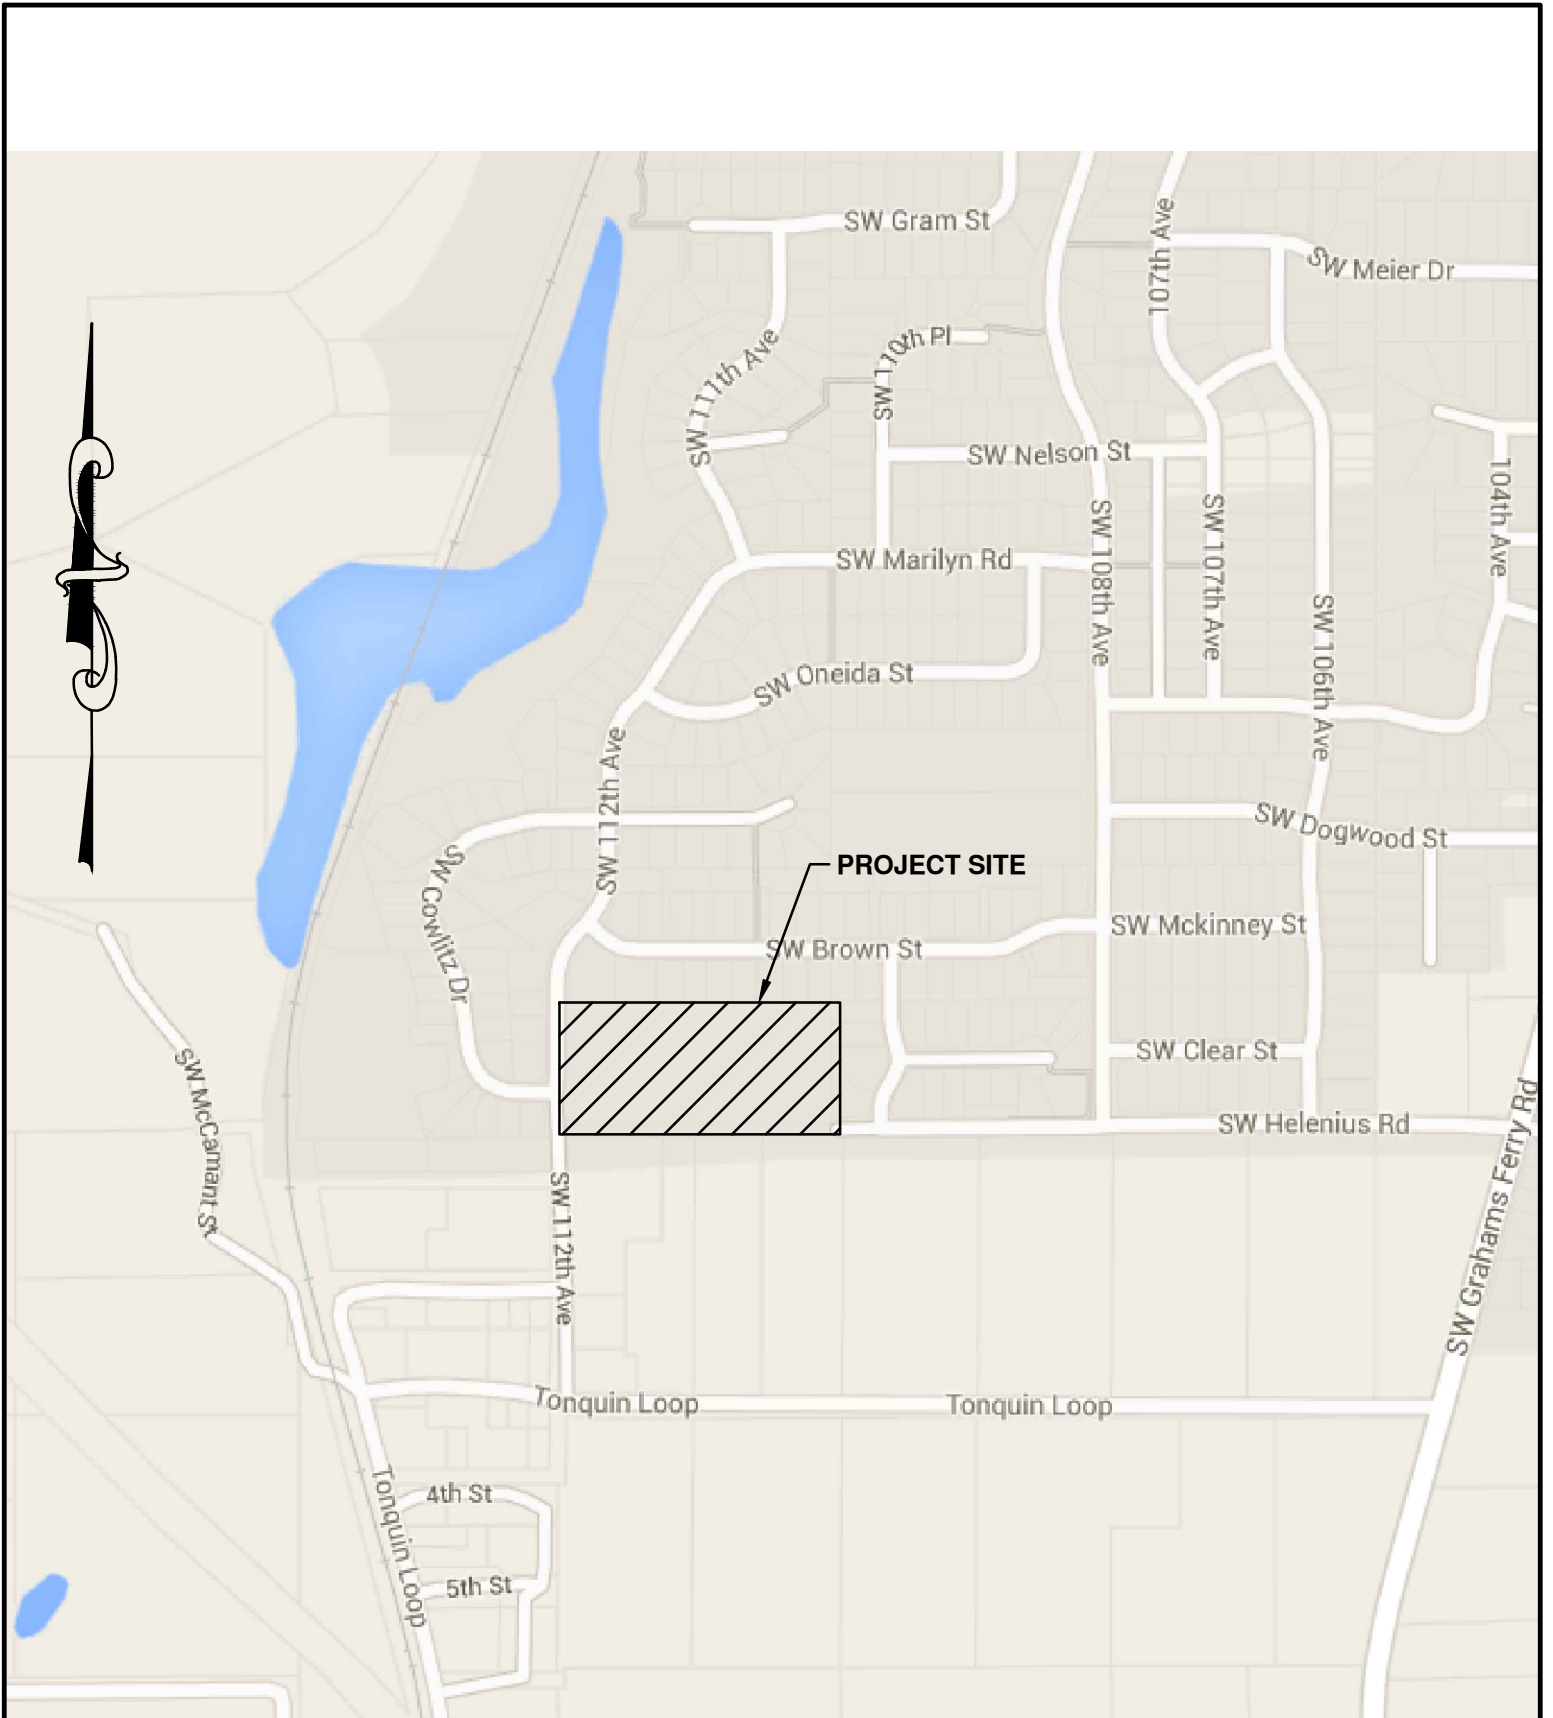 SW Gram St
107th Ave
SW Meier Dr
SW 111th Ave
SW 110th Pl
SW Nelson St
104th Ave
SW 108th Ave
SW 107th Ave
SW Marilyn Rd
SW 106th Ave
SW Oneida St
SW 112th Ave
SW Dogwood St
SW Cowlitz Dr
PROJECT SITE
SW Mckinney St
SW Brown St
SW Clear St
SW McCamant St
SW Helenius Rd
SW Grahams Ferry Rd
SW 112th Ave
Tonquin Loop
Tonquin Loop
Tonquin Loop
4th St
5th St